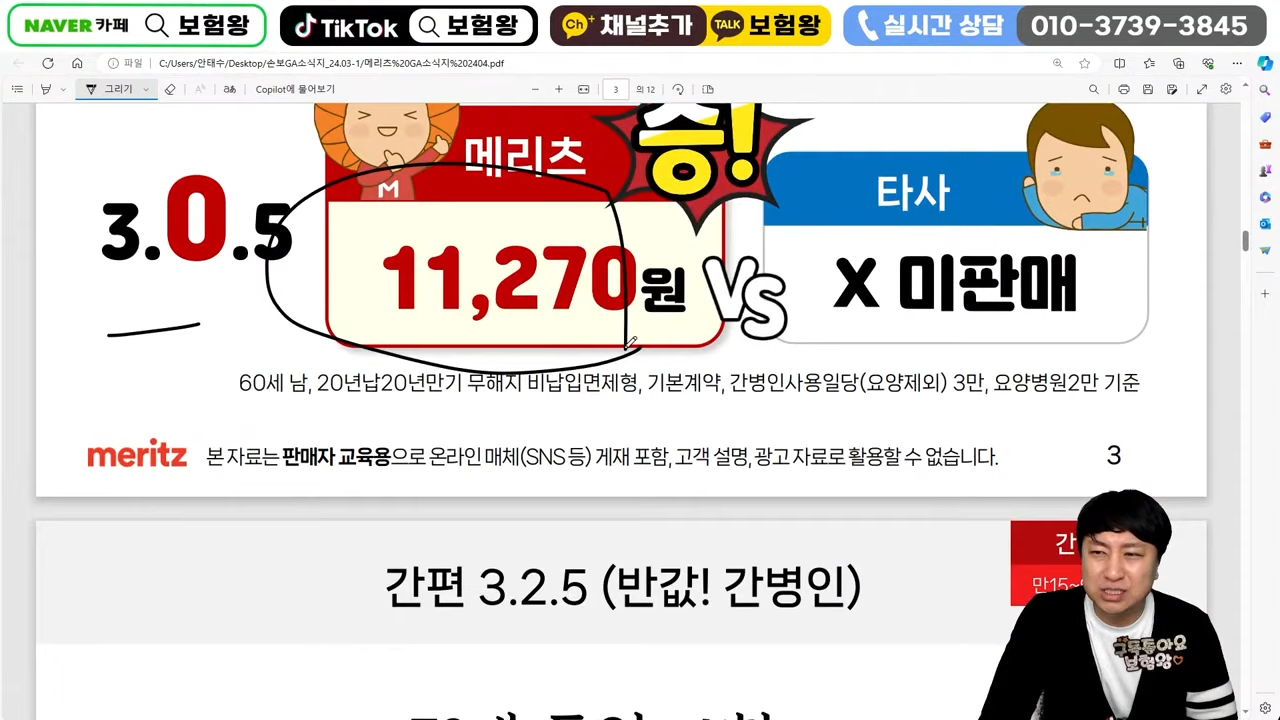 NAVER 카페 보험왕 TikTok 보험왕 Ch+ 채널추가 TALK 보험왕 실시간 상담 010-3739-3845
파일 C:/Users/안태수/Desktop/손보GA소식지_24.03-1/메리츠%20GA소식지%202404.pdf
그리기 Copilot에 물어보기 3 의 12
메리츠 승! 타사
3.0.5 11,270원 VS X 미판매
60세 남, 20년납20년만기 무해지 비납입면제형, 기본계약, 간병인사용일당(요양제외) 3만, 요양병원2만 기준
meritz 본 자료는 판매자 교육용으로 온라인 매체(SNS 등) 게재 포함, 고객 설명, 광고 자료로 활용할 수 없습니다. 3
간편 3.2.5 (반값! 간병인)
구독좋아요
보험왕